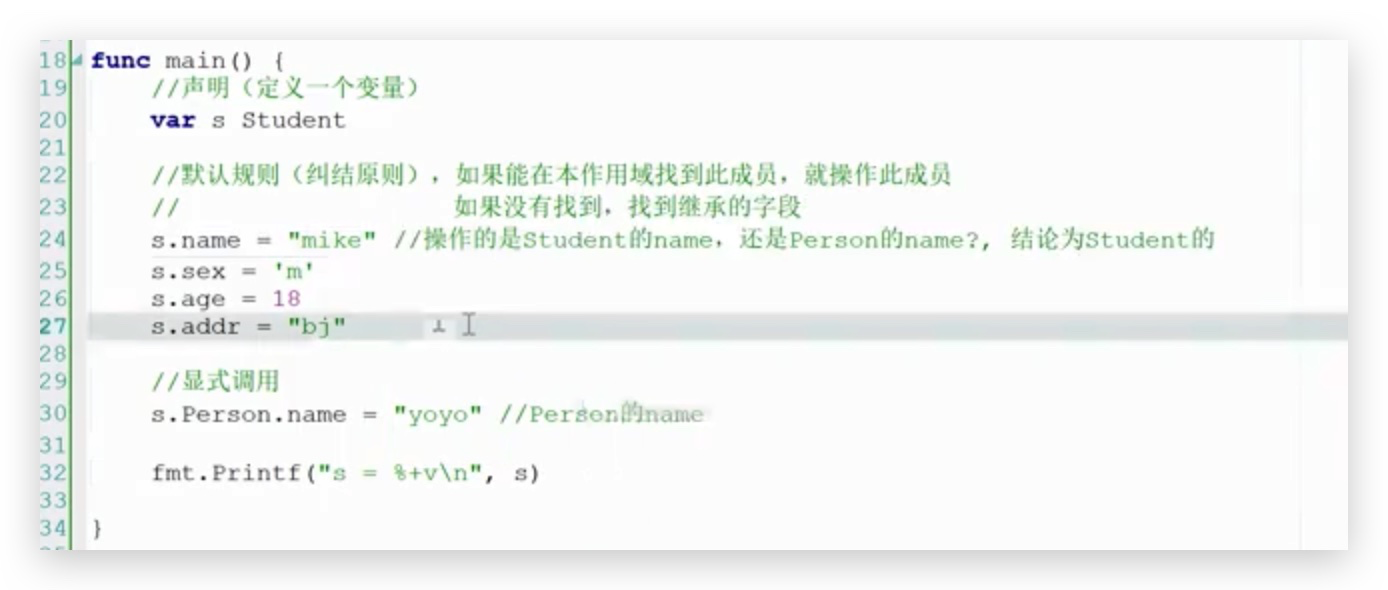 18 func main() {
19 //声明（定义一个变量）
20 var s Student
21
22 //默认规则（纠结原则），如果能在本作用域找到此成员，就操作此成员
23 // 如果没有找到，找到继承的字段
24 s.name = "mike" //操作的是Student的name，还是Person的name?, 结论为Student的
25 s.sex = 'm'
26 s.age = 18
27 s.addr = "bj"
28
29 //显式调用
30 s.Person.name = "yoyo" //Person的name
31
32 fmt.Printf("s = %+v\n", s)
33
34 }